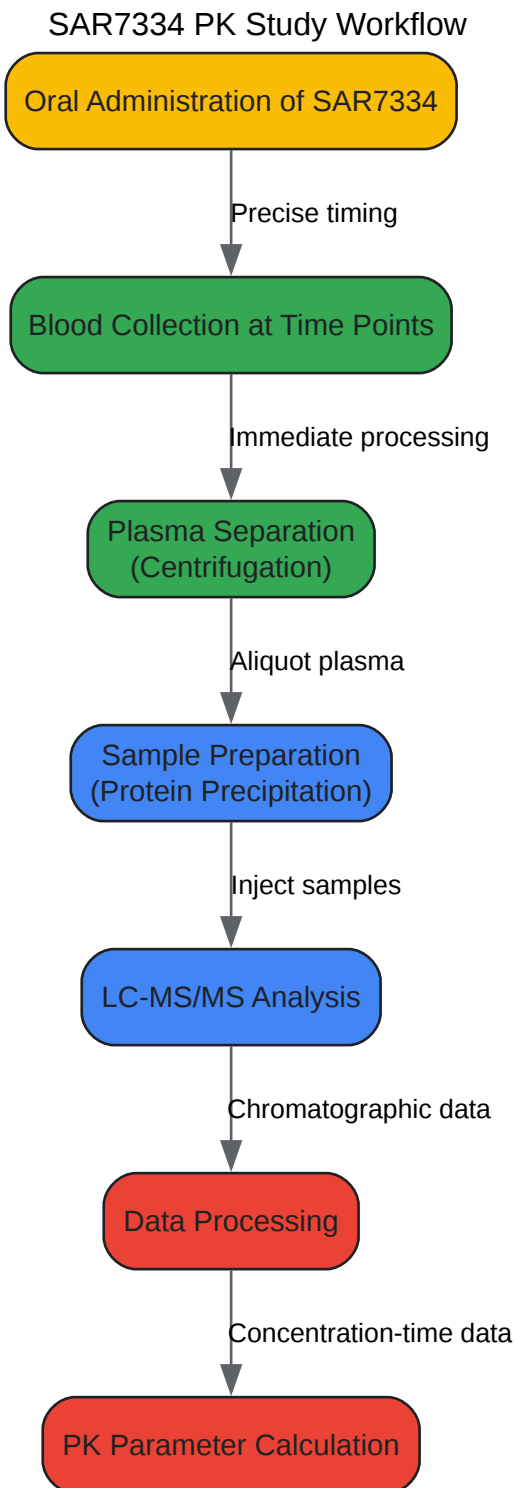 SAR7334 PK Study Workflow
Oral Administration of SAR7334
Precise timing
Blood Collection at Time Points
Immediate processing
Plasma Separation
(Centrifugation)
Aliquot plasma
Sample Preparation
(Protein Precipitation)
Inject samples
LC-MS/MS Analysis
Chromatographic data
Data Processing
Concentration-time data
PK Parameter Calculation